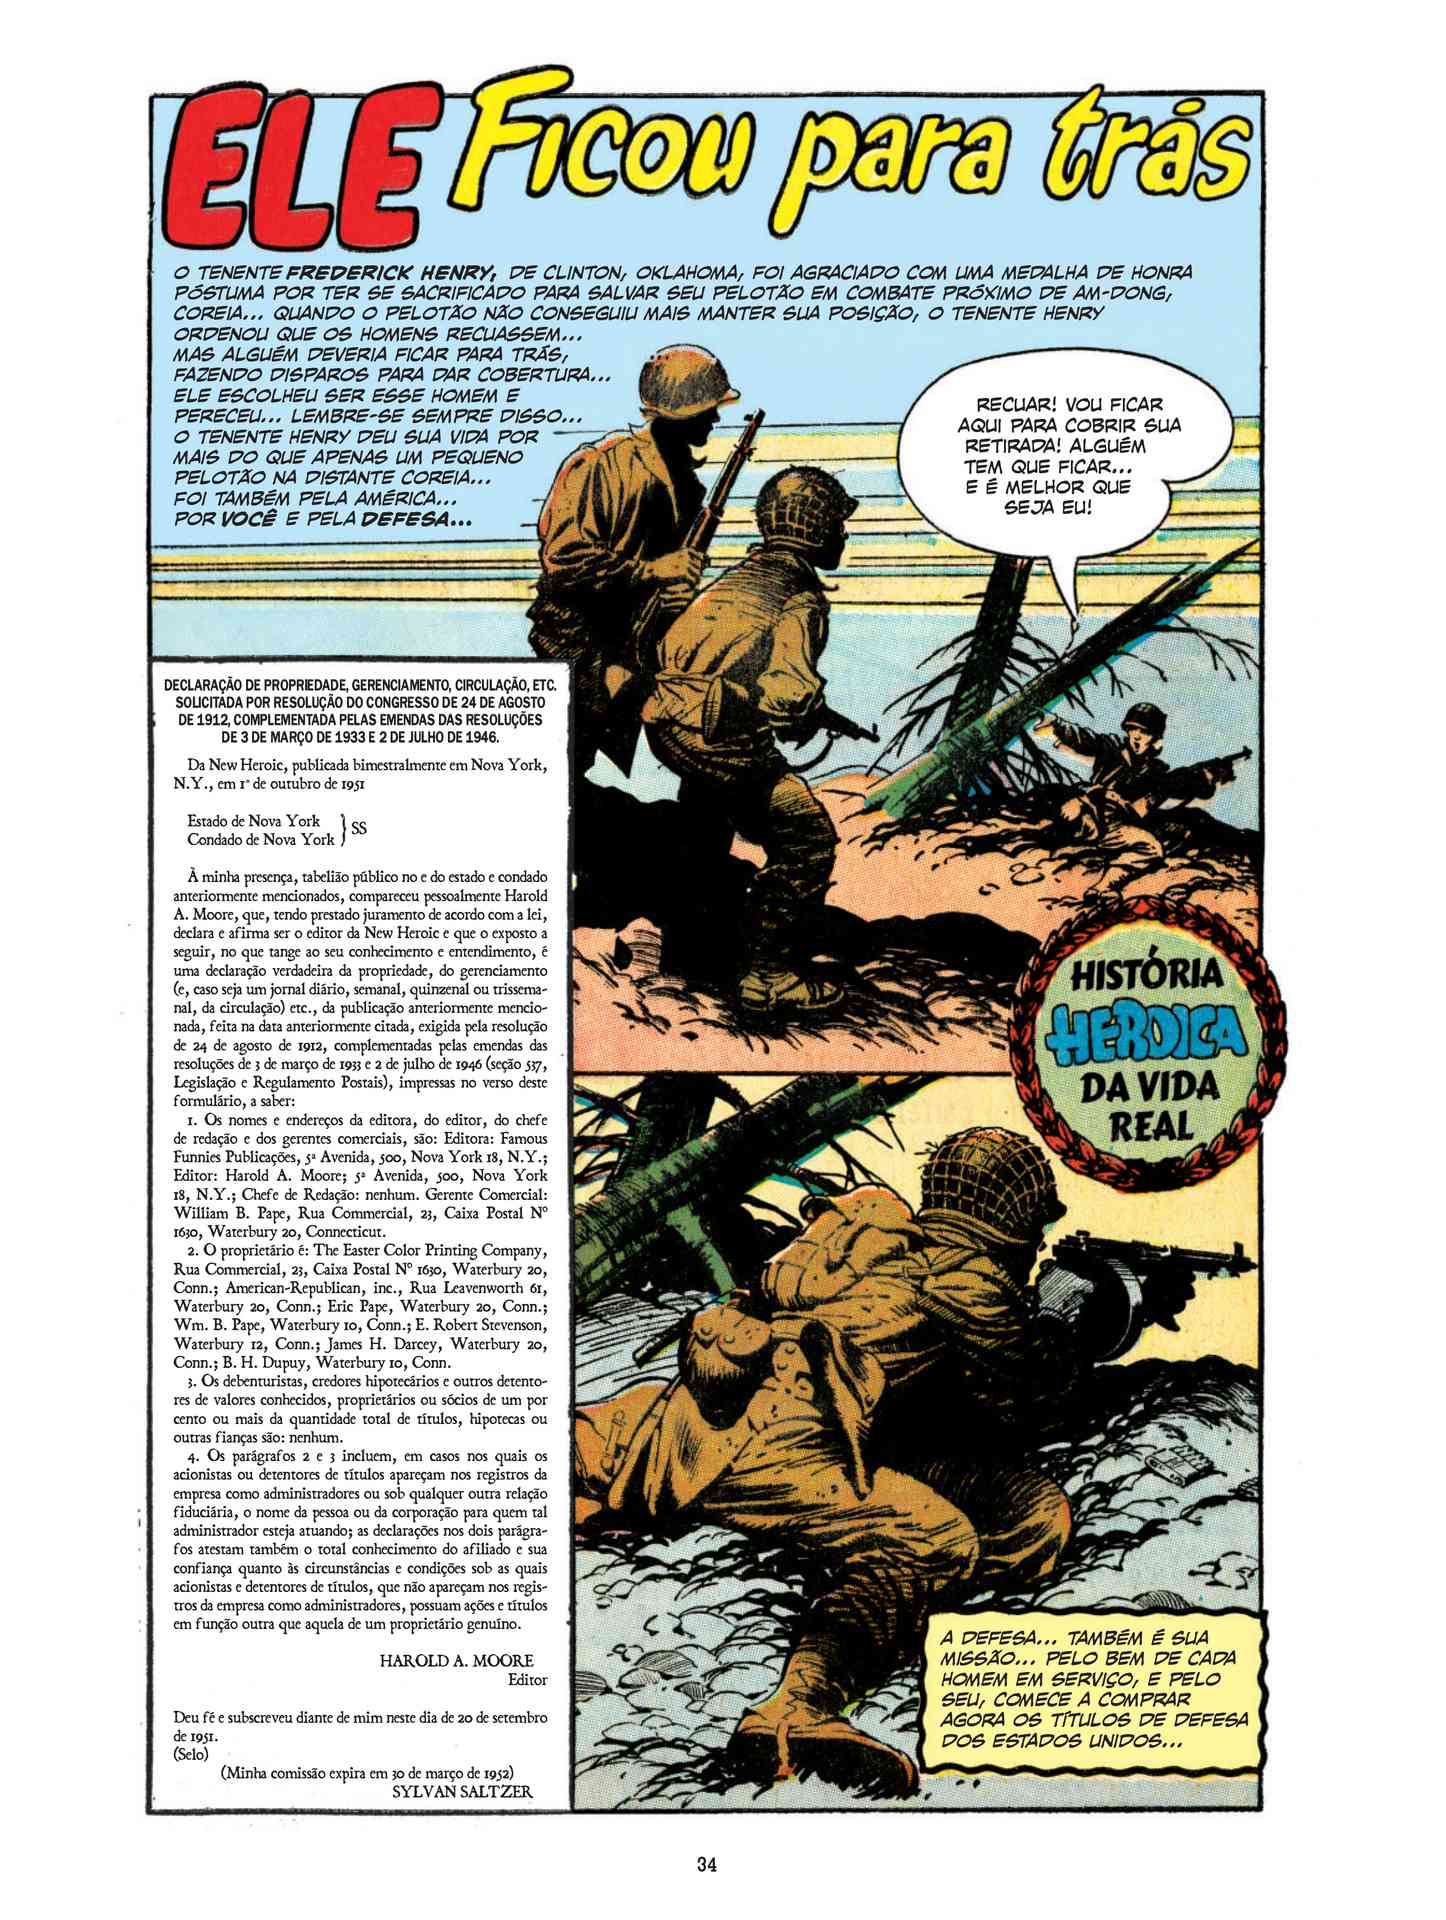 ELE Ficou para trás
O TENENTE FREDERICK HENRY, DE CLINTON, OKLAHOMA, FOI AGRACIADO COM UMA MEDALHA DE HONRA
PÓSTUMA POR TER SE SACRIFICADO PARA SALVAR SEU PELOTÃO EM COMBATE PRÓXIMO DE AM-DONG,
COREIA... QUANDO O PELOTÃO NÃO CONSEGUIU MAIS MANTER SUA POSIÇÃO, O TENENTE HENRY
ORDENOU QUE OS HOMENS RECUASSEM...
MAS ALGUÉM DEVERIA FICAR PARA TRÁS,
FAZENDO DISPAROS PARA DAR COBERTURA...
ELE ESCOLHEU SER ESSE HOMEM E
PERECEU... LEMBRE-SE SEMPRE DISSO...
O TENENTE HENRY DEU SUA VIDA POR
MAIS DO QUE APENAS UM PEQUENO
PELOTÃO NA DISTANTE COREIA...
FOI TAMBÉM PELA AMÉRICA...
POR VOCÊ E PELA DEFESA...
RECUAR! VOU FICAR
AQUI PARA COBRIR SUA
RETIRADA! ALGUÉM
TEM QUE FICAR...
E É MELHOR QUE
SEJA EU!
DECLARAÇÃO DE PROPRIEDADE, GERENCIAMENTO, CIRCULAÇÃO, ETC.
SOLICITADA POR RESOLUÇÃO DO CONGRESSO DE 24 DE AGOSTO
DE 1912, COMPLEMENTADA PELAS EMENDAS DAS RESOLUÇÕES
DE 3 DE MARÇO DE 1933 E 2 DE JULHO DE 1946.
Da New Heroic, publicada bimestralmente em Nova York,
N.Y., em 1º de outubro de 1951
Estado de Nova York
Condado de Nova York } SS
À minha presença, tabelião público no e do estado e condado
anteriormente mencionados, compareceu pessoalmente Harold
A. Moore, que, tendo prestado juramento de acordo com a lei,
declara e afirma ser o editor da New Heroic e que o exposto a
seguir, no que tange ao seu conhecimento e entendimento, é
uma declaração verdadeira da propriedade, do gerenciamento
(e, caso seja um jornal diário, semanal, quinzenal ou trissema-
nal, da circulação) etc., da publicação anteriormente mencio-
nada, feita na data anteriormente citada, exigida pela resolução
de 24 de agosto de 1912, complementadas pelas emendas das
resoluções de 3 de março de 1933 e 2 de julho de 1946 (seção 537,
Legislação e Regulamento Postais), impressas no verso deste
formulário, a saber:
1. Os nomes e endereços da editora, do editor, do chefe
de redação e dos gerentes comerciais, são: Editora: Famous
Funnies Publicações, 5ª Avenida, 500, Nova York 18, N.Y.;
Editor: Harold A. Moore; 5ª Avenida, 500, Nova York
18, N.Y.; Chefe de Redação: nenhum. Gerente Comercial:
William B. Pape, Rua Commercial, 23, Caixa Postal Nº
1630, Waterbury 20, Connecticut.
2. O proprietário é: The Easter Color Printing Company,
Rua Commercial, 23, Caixa Postal Nº 1630, Waterbury 20,
Conn.; American-Republican, inc., Rua Leavenworth 61,
Waterbury 20, Conn.; Eric Pape, Waterbury 20, Conn.;
Wm. B. Pape, Waterbury 10, Conn.; E. Robert Stevenson,
Waterbury 12, Conn.; James H. Darcey, Waterbury 20,
Conn.; B. H. Dupuy, Waterbury 10, Conn.
3. Os debenturistas, credores hipotecários e outros detento-
res de valores conhecidos, proprietários ou sócios de um por
cento ou mais da quantidade total de títulos, hipotecas ou
outras fianças são: nenhum.
4. Os parágrafos 2 e 3 incluem, em casos nos quais os
acionistas ou detentores de títulos apareçam nos registros da
empresa como administradores ou sob qualquer outra relação
fiduciária, o nome da pessoa ou da corporação para quem tal
administrador esteja atuando; as declarações nos dois parágra-
fos atestam também o total conhecimento do afiliado e sua
confiança quanto às circunstâncias e condições sob as quais
acionistas e detentores de títulos, que não apareçam nos regis-
tros da empresa como administradores, possuam ações e títulos
em função outra que aquela de um proprietário genuíno.
HAROLD A. MOORE
Editor
Deu fé e subscreveu diante de mim neste dia de 20 de setembro
de 1951.
(Selo)
(Minha comissão expira em 30 de março de 1952)
SYLVAN SALTZER
HISTÓRIA
HEROICA
DA VIDA
REAL
A DEFESA... TAMBÉM É SUA
MISSÃO... PELO BEM DE CADA
HOMEM EM SERVIÇO, E PELO
SEU, COMECE A COMPRAR
AGORA OS TÍTULOS DE DEFESA
DOS ESTADOS UNIDOS...
34